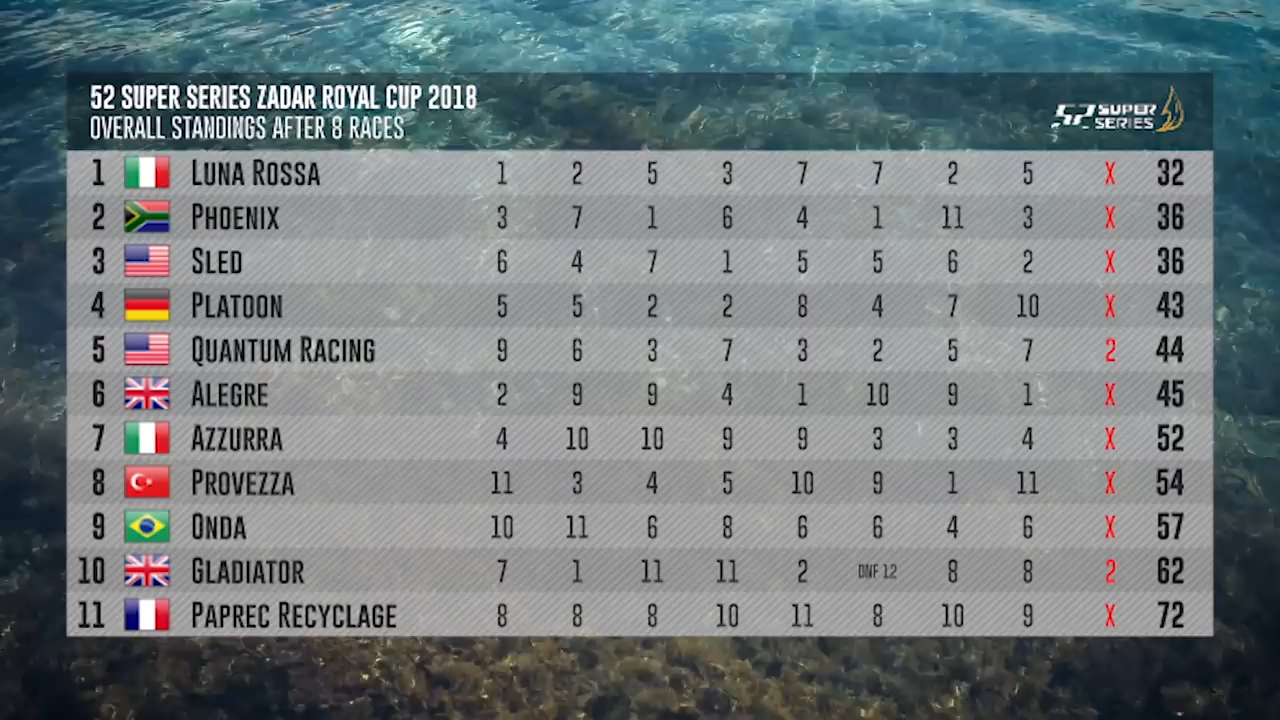 52 SUPER SERIES ZADAR ROYAL CUP 2018
OVERALL STANDINGS AFTER 8 RACES
52 SUPER SERIES
1 LUNA ROSSA 1 2 5 3 7 7 2 5 X 32
2 PHOENIX 3 7 1 6 4 1 11 3 X 36
3 SLED 6 4 7 1 5 5 6 2 X 36
4 PLATOON 5 5 2 2 8 4 7 10 X 43
5 QUANTUM RACING 9 6 3 7 3 2 5 7 2 44
6 ALEGRE 2 9 9 4 1 10 9 1 X 45
7 AZZURRA 4 10 10 9 9 3 3 4 X 52
8 PROVEZZA 11 3 4 5 10 9 1 11 X 54
9 ONDA 10 11 6 8 6 6 4 6 X 57
10 GLADIATOR 7 1 11 11 2 DNF 12 8 8 2 62
11 PAPREC RECYCLAGE 8 8 8 10 11 8 10 9 X 72